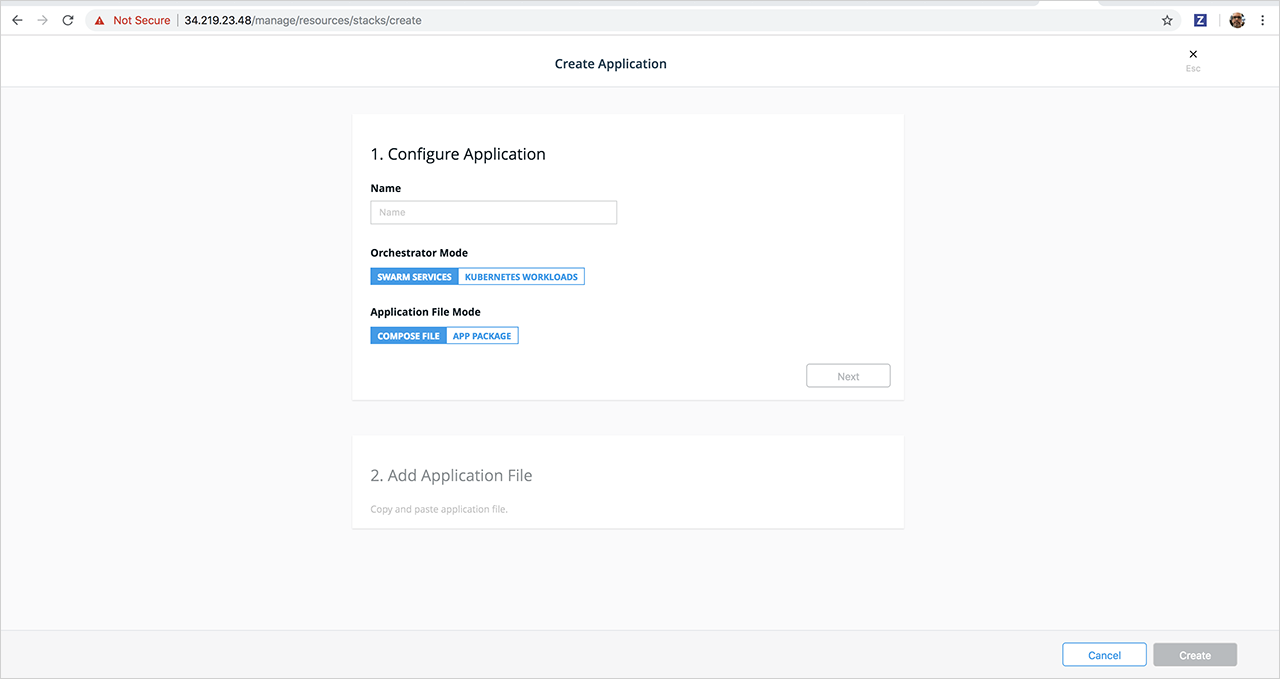 Not Secure | 34.219.23.48/manage/resources/stacks/create
Z
Create Application
×
Esc
1. Configure Application
Name
Name
Orchestrator Mode
SWARM SERVICES KUBERNETES WORKLOADS
Application File Mode
COMPOSE FILE APP PACKAGE
Next
2. Add Application File
Copy and paste application file.
Cancel Create